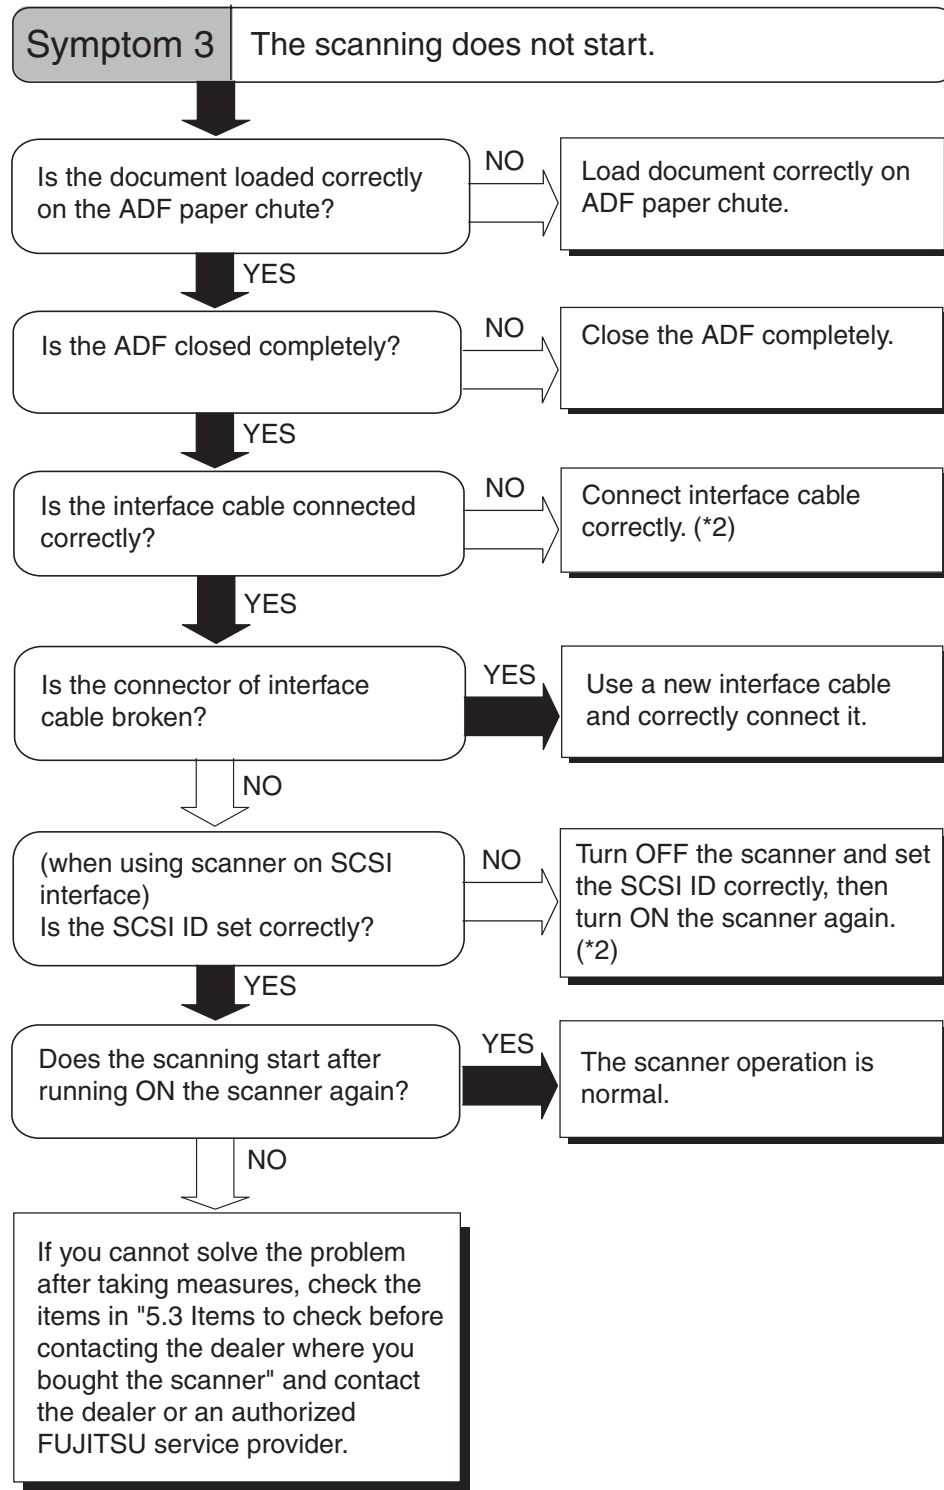 Symptom 3
The scanning does not start.
Is the document loaded correctly
on the ADF paper chute?
NO
Load document correctly on
ADF paper chute.
YES
Is the ADF closed completely?
NO
Close the ADF completely.
YES
Is the interface cable connected
correctly?
NO
Connect interface cable
correctly. (*2)
YES
Is the connector of interface
cable broken?
YES
Use a new interface cable
and correctly connect it.
NO
(when using scanner on SCSI
interface)
Is the SCSI ID set correctly?
NO
Turn OFF the scanner and set
the SCSI ID correctly, then
turn ON the scanner again.
(*2)
YES
Does the scanning start after
running ON the scanner again?
YES
The scanner operation is
normal.
NO
If you cannot solve the problem
after taking measures, check the
items in "5.3 Items to check before
contacting the dealer where you
bought the scanner" and contact
the dealer or an authorized
FUJITSU service provider.